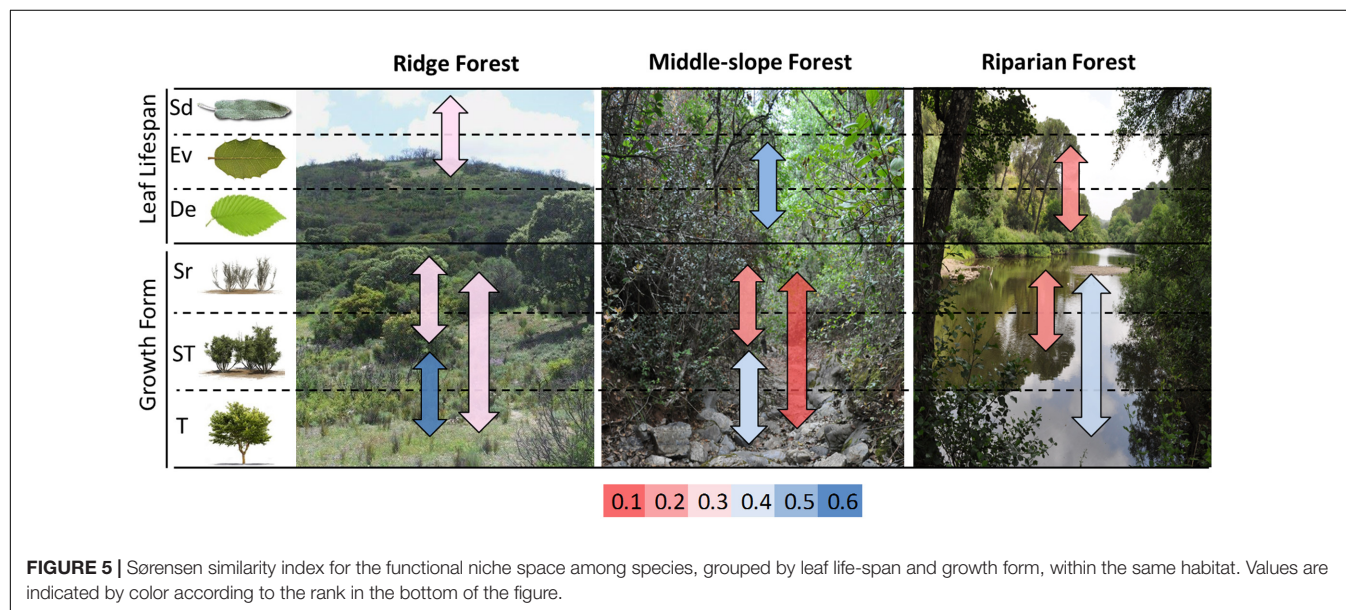 Ridge Forest Middle-slope Forest Riparian Forest
Leaf Lifespan
Sd
Ev
De
Growth Form
Sr
ST
T
0.1 0.2 0.3 0.4 0.5 0.6
FIGURE 5 | Sørensen similarity index for the functional niche space among species, grouped by leaf life-span and growth form, within the same habitat. Values are
indicated by color according to the rank in the bottom of the figure.